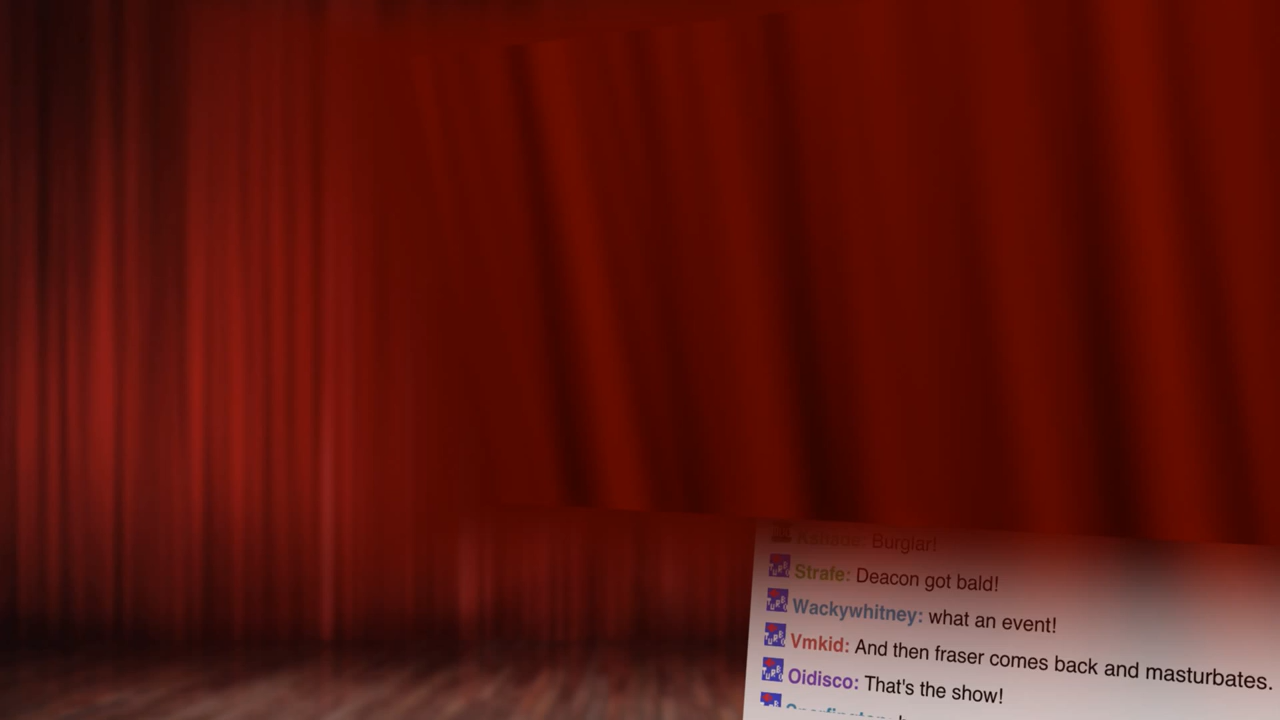 Kanade: Burglar!
Strafe: Deacon got bald!
Wackywhitney: what an event!
Vmkid: And then fraser comes back and masturbates.
Oidisco: That's the show!